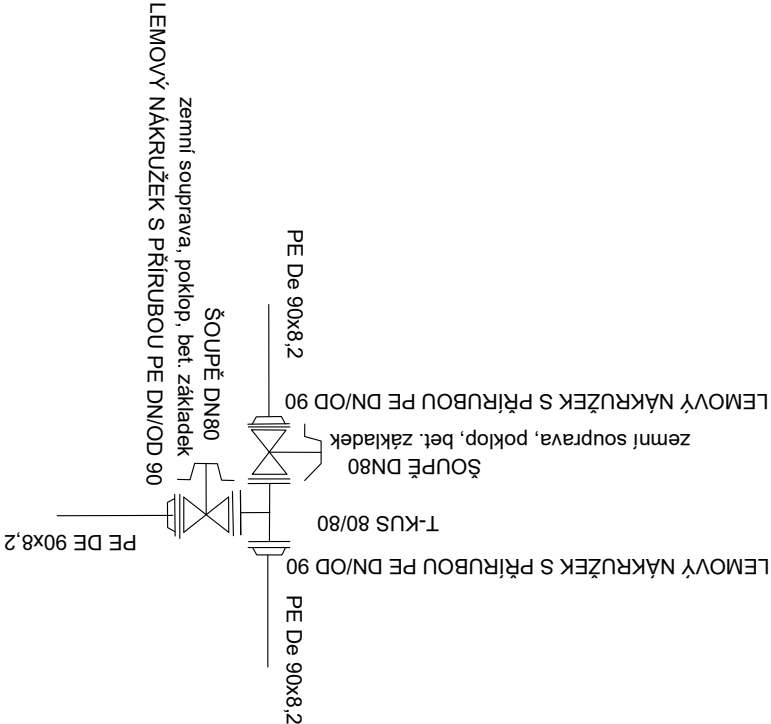 LEMOVÝ NÁKRUŽEK S PŘÍRUBOU PE DN/OD 90
zemní souprava, poklop, bet. základek
ŠOUPĚ DN80
PE De 90x8,2
LEMOVÝ NÁKRUŽEK S PŘÍRUBOU PE DN/OD 90
zemní souprava, poklop, bet. základek
ŠOUPĚ DN80
T-KUS 80/80
PE DE 90x8,2
LEMOVÝ NÁKRUŽEK S PŘÍRUBOU PE DN/OD 90
PE De 90x8,2